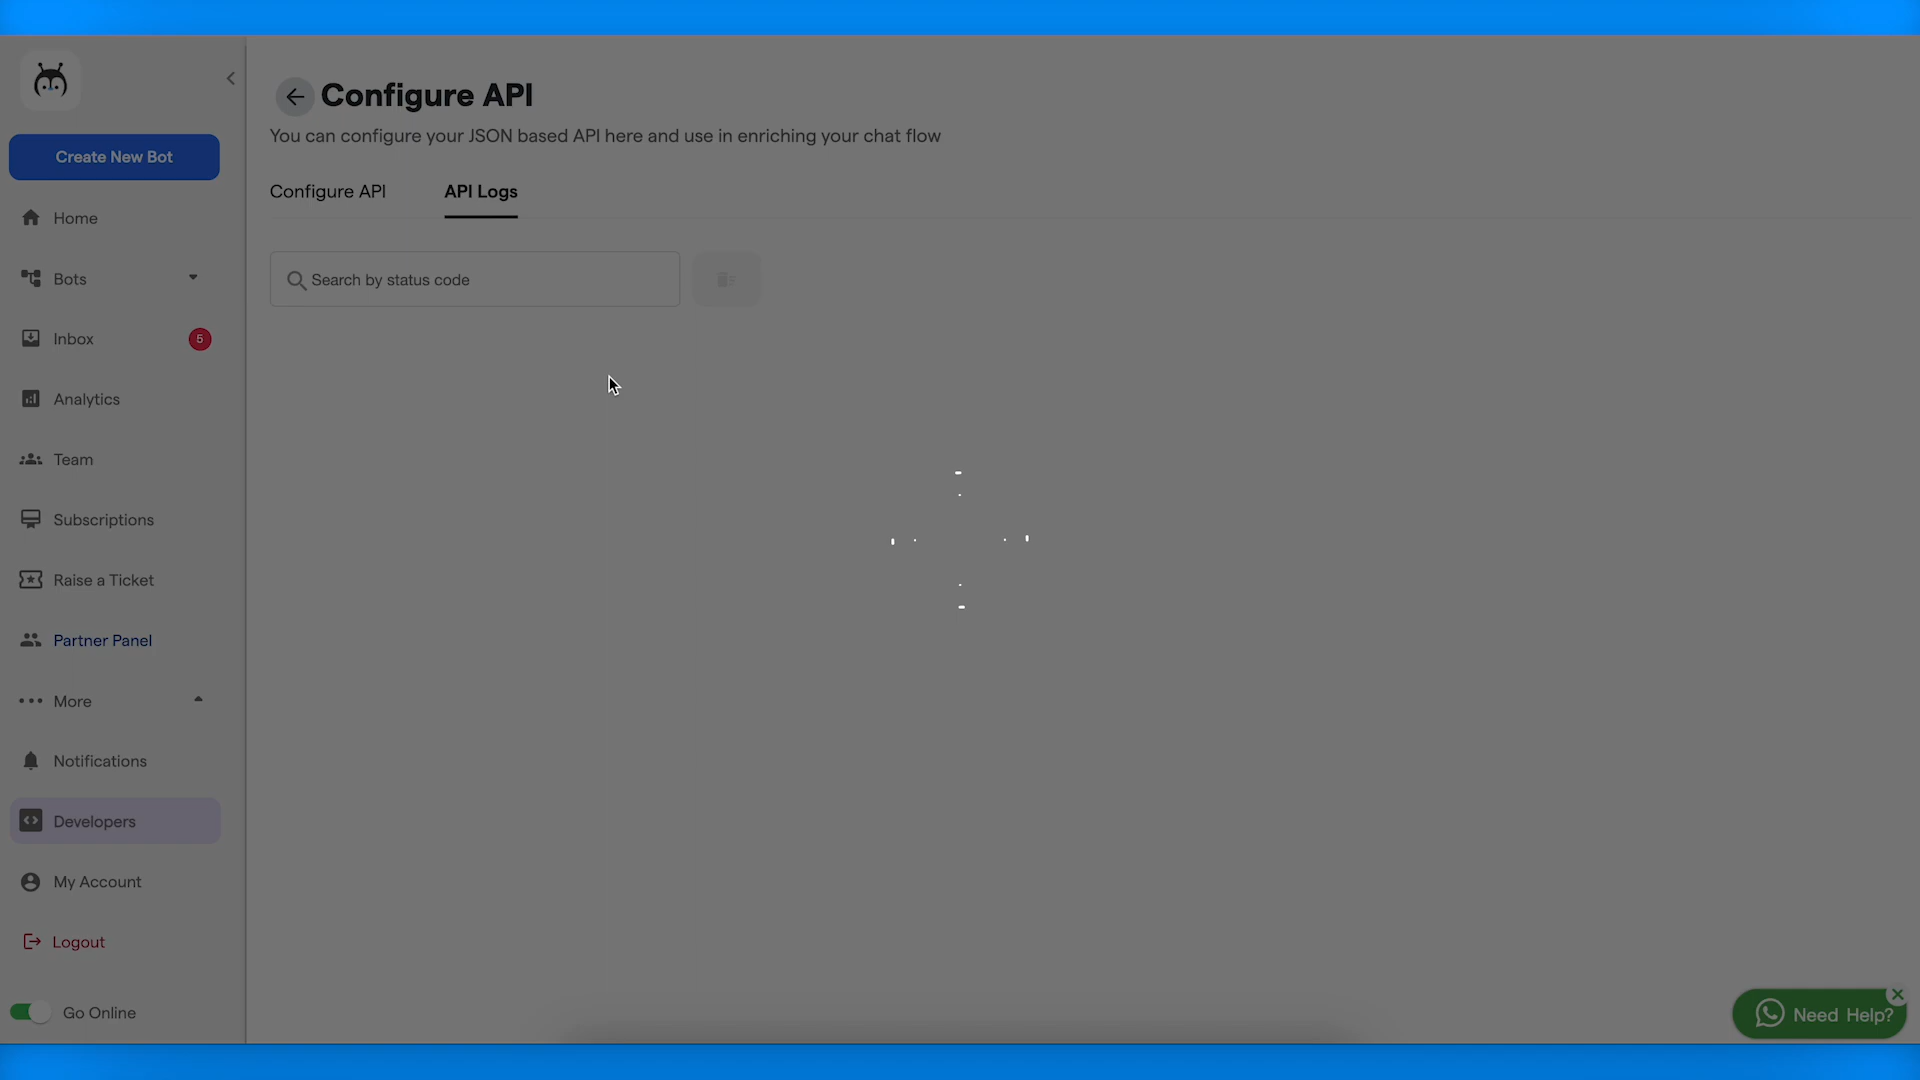 Create New Bot
Home
Bots
Inbox
5
Analytics
Team
Subscriptions
Raise a Ticket
Partner Panel
More
Notifications
Developers
My Account
Logout
Go Online
Configure API
You can configure your JSON based API here and use in enriching your chat flow
Configure API
API Logs
Search by status code
Need Help?